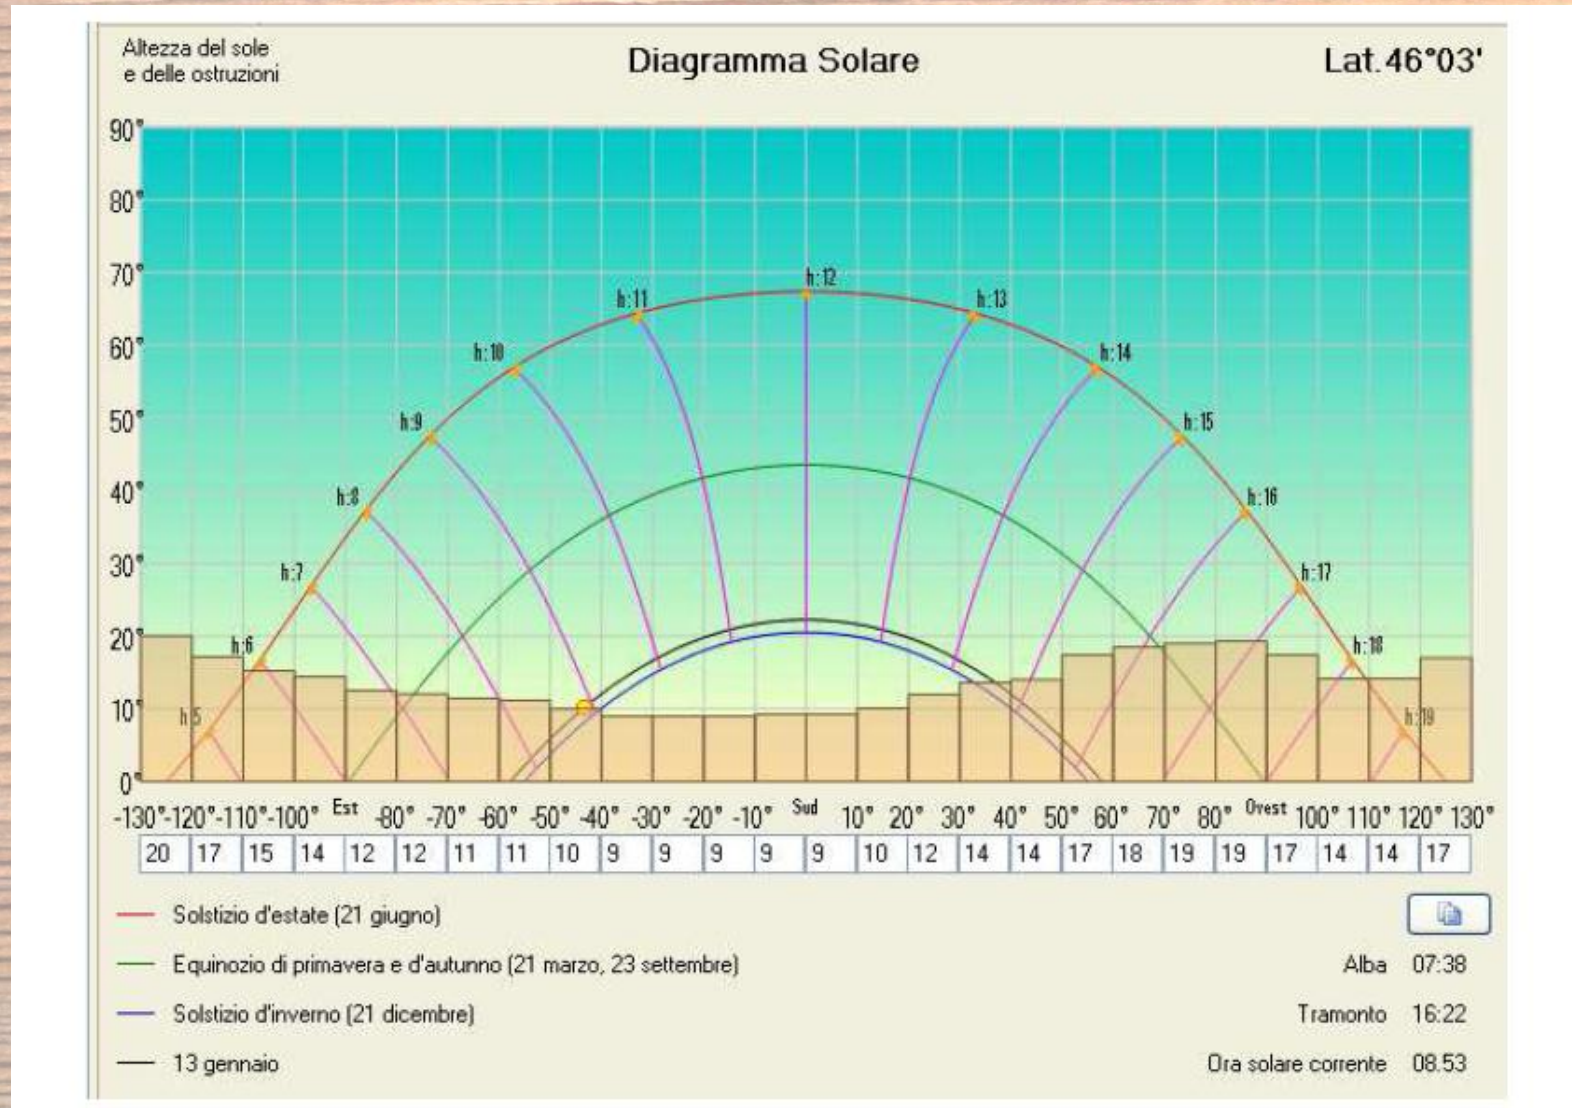 Altezza del sole
e delle ostruzioni
Diagramma Solare
Lat.46°03'
90°
80°
70°
60°
50°
40°
30°
20°
10°
0°
h:5
h:6
h:7
h:8
h:9
h:10
h:11
h:12
h:13
h:14
h:15
h:16
h:17
h:18
h:19
-130° -120° -110° -100° Est -80° -70° -60° -50° -40° -30° -20° -10° Sud 10° 20° 30° 40° 50° 60° 70° 80° Ovest 100° 110° 120° 130°
20 17 15 14 12 12 11 11 10 9 9 9 9 9 10 12 14 14 17 18 19 19 17 14 14 17
Solstizio d'estate (21 giugno)
Equinozio di primavera e d'autunno (21 marzo, 23 settembre)
Solstizio d'inverno (21 dicembre)
13 gennaio
Alba 07:38
Tramonto 16:22
Ora solare corrente 08.53